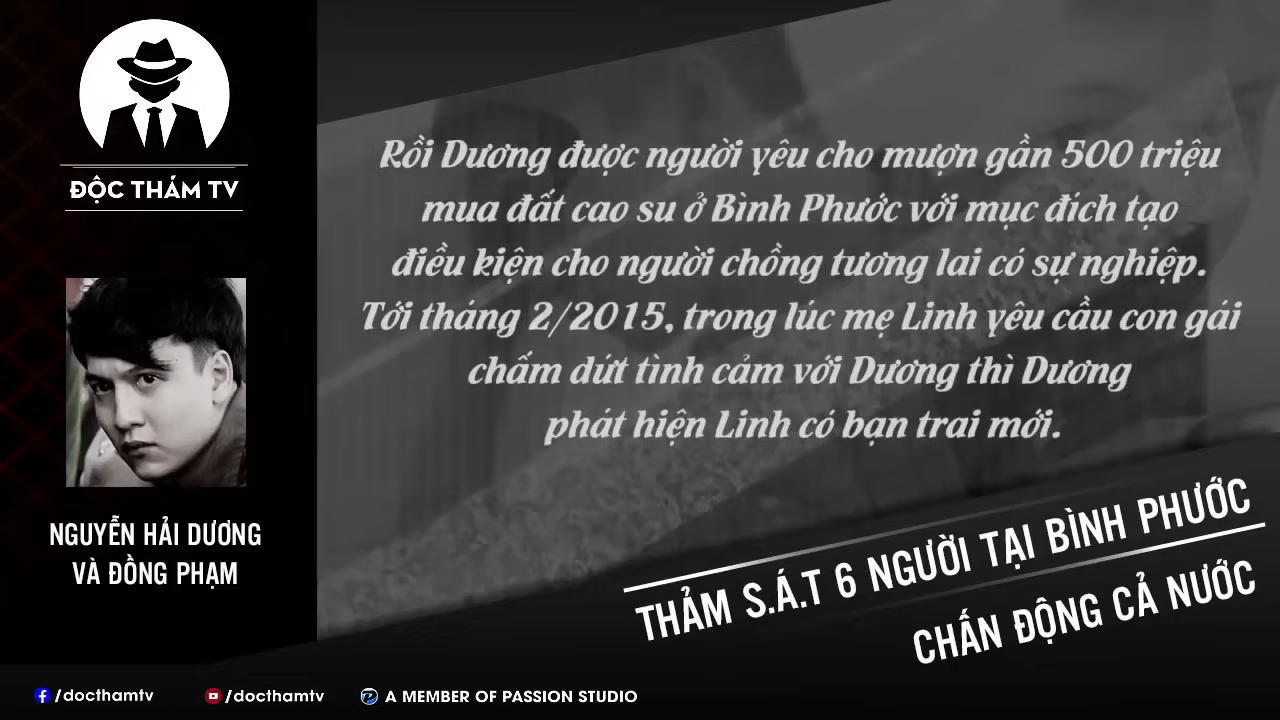 ĐỘC THÁM TV
NGUYỄN HẢI DƯƠNG
VÀ ĐỒNG PHẠM
Rồi Dương được người yêu cho mượn gần 500 triệu
mua đất cao su ở Bình Phước với mục đích tạo
điều kiện cho người chồng tương lai có sự nghiệp.
Tới tháng 2/2015, trong lúc mẹ Linh yêu cầu con gái
chấm dứt tình cảm với Dương thì Dương
phát hiện Linh có bạn trai mới.
THẢM S.Á.T 6 NGƯỜI TẠI BÌNH PHƯỚC
CHẤN ĐỘNG CẢ NƯỚC
/docthamtv
/docthamtv
A MEMBER OF PASSION STUDIO